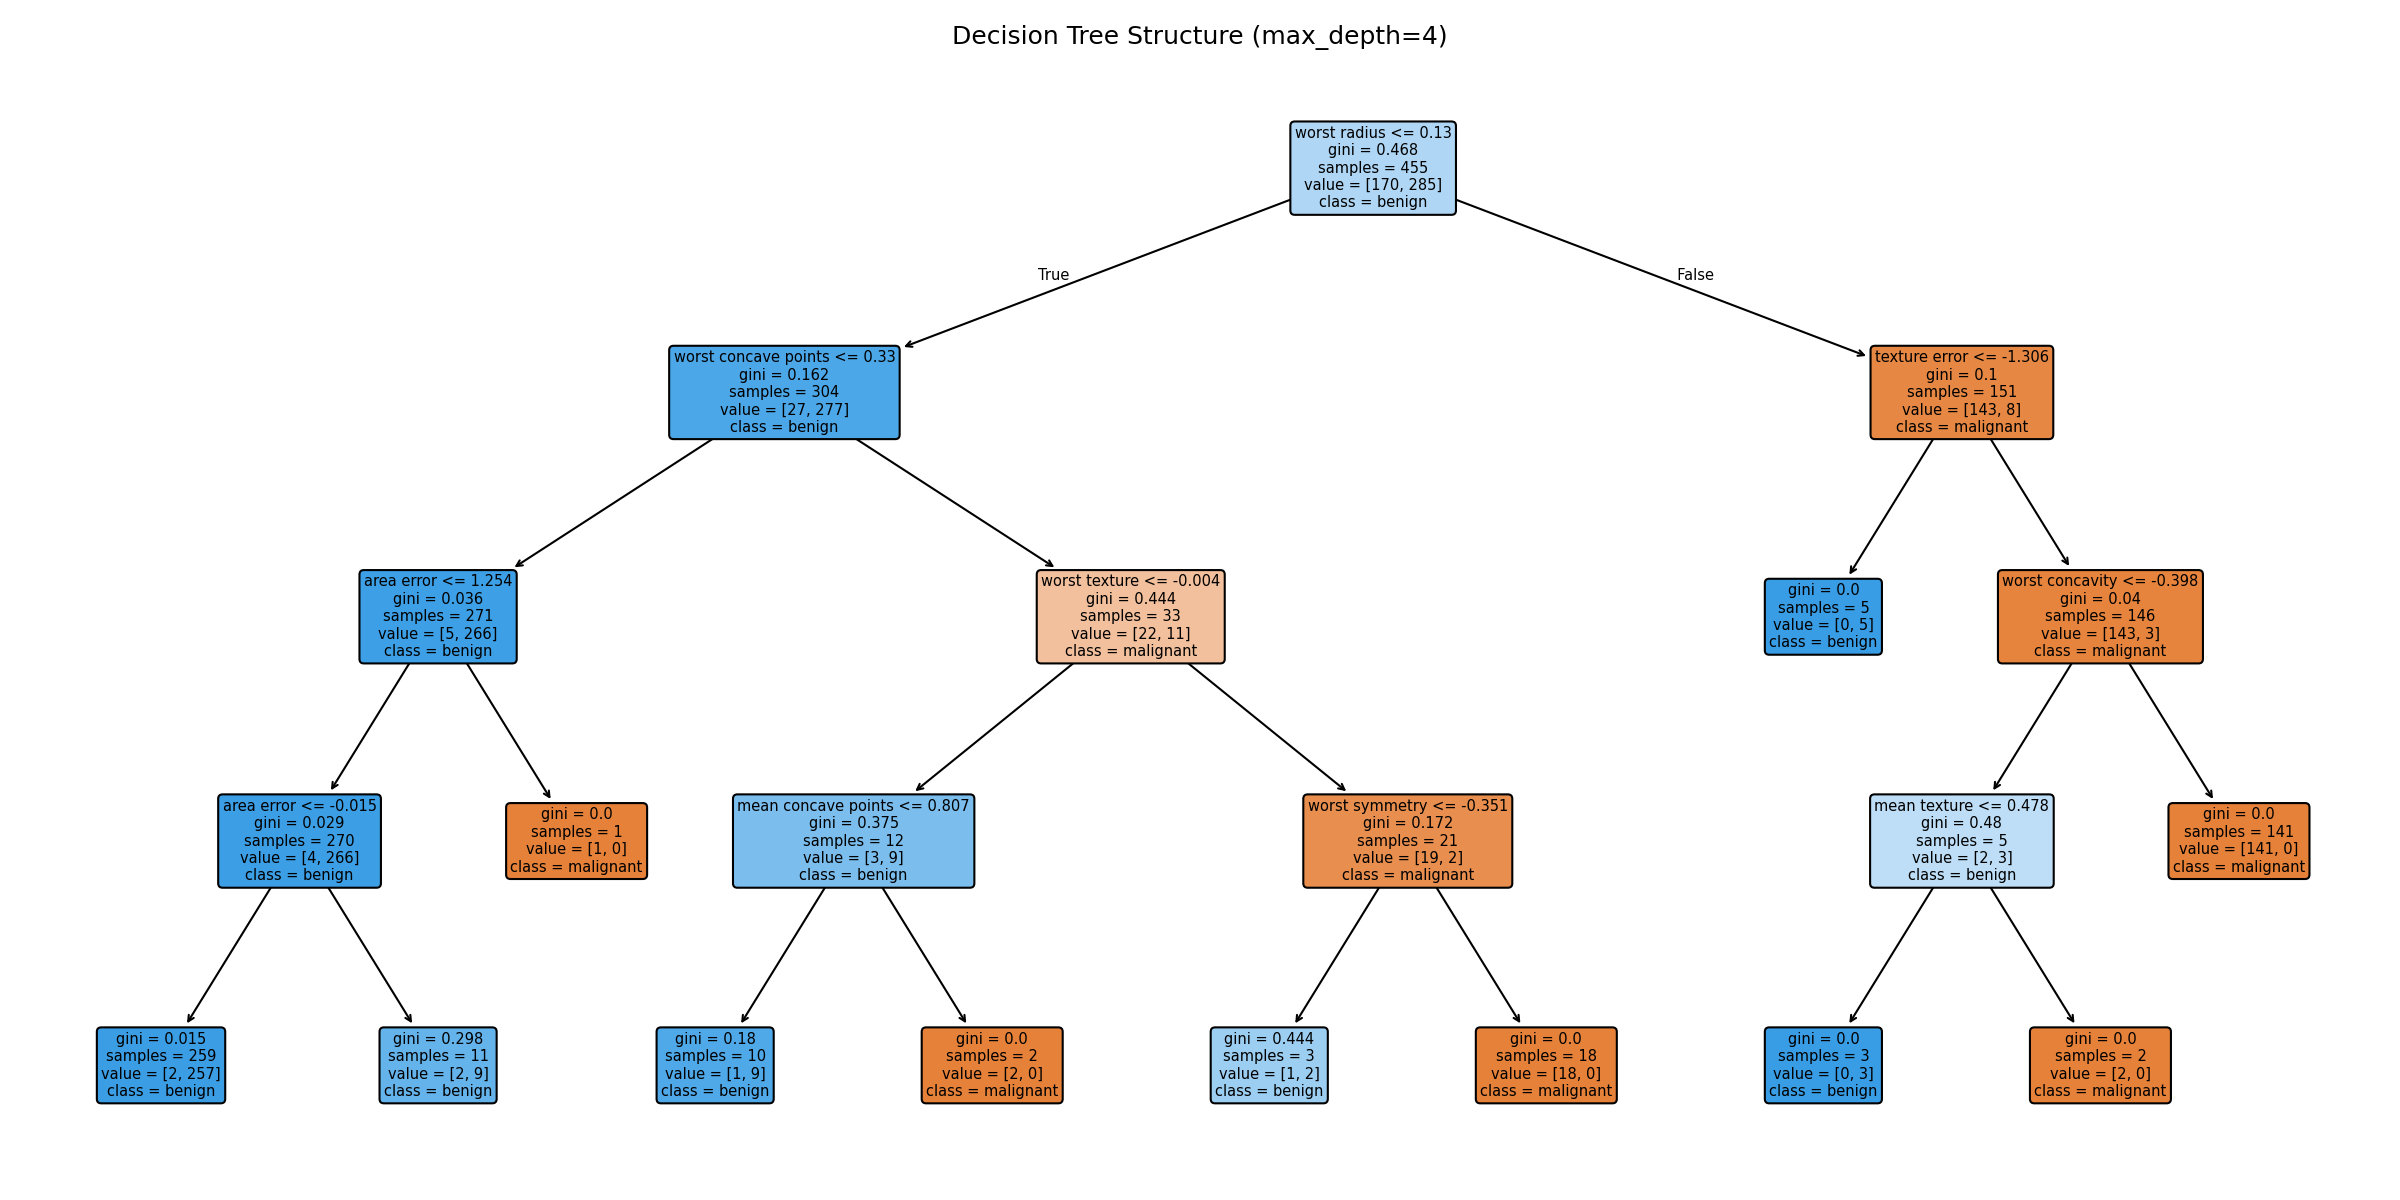 Decision Tree Structure (max_depth=4)
worst radius <= 0.13
gini = 0.468
samples = 455
value = [170, 285]
class = benign
True
False
worst concave points <= 0.33
gini = 0.162
samples = 304
value = [27, 277]
class = benign
texture error <= -1.306
gini = 0.1
samples = 151
value = [143, 8]
class = malignant
area error <= 1.254
gini = 0.036
samples = 271
value = [5, 266]
class = benign
worst texture <= -0.004
gini = 0.444
samples = 33
value = [22, 11]
class = malignant
gini = 0.0
samples = 5
value = [0, 5]
class = benign
worst concavity <= -0.398
gini = 0.04
samples = 146
value = [143, 3]
class = malignant
area error <= -0.015
gini = 0.029
samples = 270
value = [4, 266]
class = benign
gini = 0.0
samples = 1
value = [1, 0]
class = malignant
mean concave points <= 0.807
gini = 0.375
samples = 12
value = [3, 9]
class = benign
worst symmetry <= -0.351
gini = 0.172
samples = 21
value = [19, 2]
class = malignant
mean texture <= 0.478
gini = 0.48
samples = 5
value = [2, 3]
class = benign
gini = 0.0
samples = 141
value = [141, 0]
class = malignant
gini = 0.015
samples = 259
value = [2, 257]
class = benign
gini = 0.298
samples = 11
value = [2, 9]
class = benign
gini = 0.18
samples = 10
value = [1, 9]
class = benign
gini = 0.0
samples = 2
value = [2, 0]
class = malignant
gini = 0.444
samples = 3
value = [1, 2]
class = benign
gini = 0.0
samples = 18
value = [18, 0]
class = malignant
gini = 0.0
samples = 3
value = [0, 3]
class = benign
gini = 0.0
samples = 2
value = [2, 0]
class = malignant